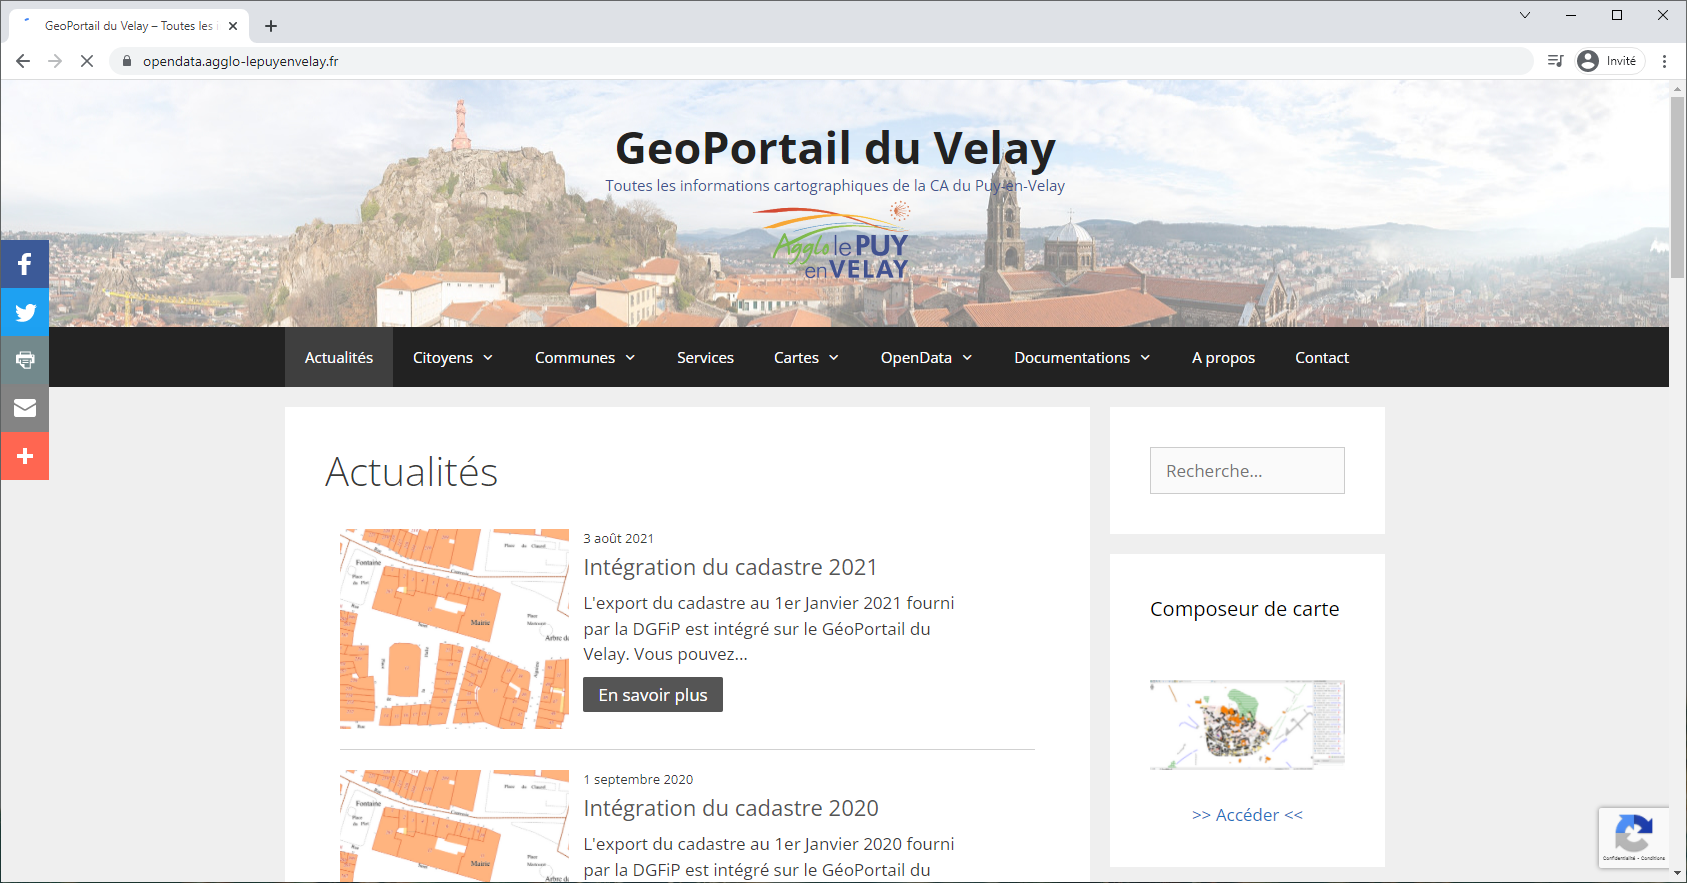 GeoPortail du Velay – Toutes les i
opendata.agglo-lepuyenvelay.fr
Invité
GeoPortail du Velay
Toutes les informations cartographiques de la CA du Puy-en-Velay
Agglo le PUY
en VELAY
Actualités
Citoyens
Communes
Services
Cartes
OpenData
Documentations
A propos
Contact
Actualités
3 août 2021
Intégration du cadastre 2021
L'export du cadastre au 1er Janvier 2021 fourni
par la DGFiP est intégré sur le GéoPortail du
Velay. Vous pouvez...
En savoir plus
Fontaine
Mairie
1 septembre 2020
Intégration du cadastre 2020
L'export du cadastre au 1er Janvier 2020 fourni
par la DGFiP est intégré sur le GéoPortail du
Fontaine
Mairie
Recherche...
Composeur de carte
>> Accéder <<
Confidentialité - Conditions